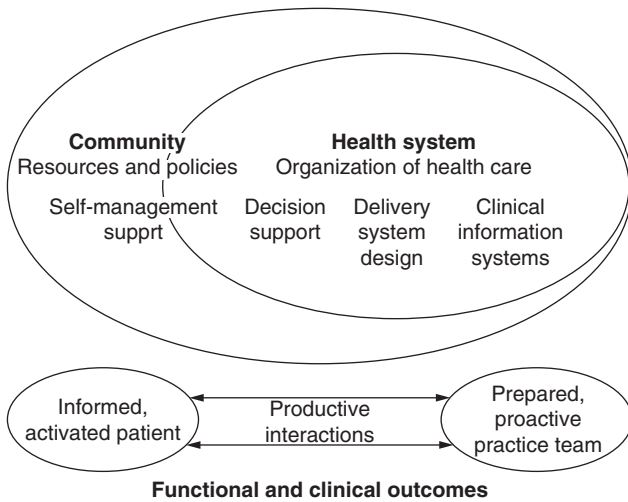 Community
Resources and policies
Health system
Organization of health care
Self-management
supprt
Decision
support
Delivery
system
design
Clinical
information
systems
Informed,
activated patient
Productive
interactions
Prepared,
proactive
practice team
Functional and clinical outcomes